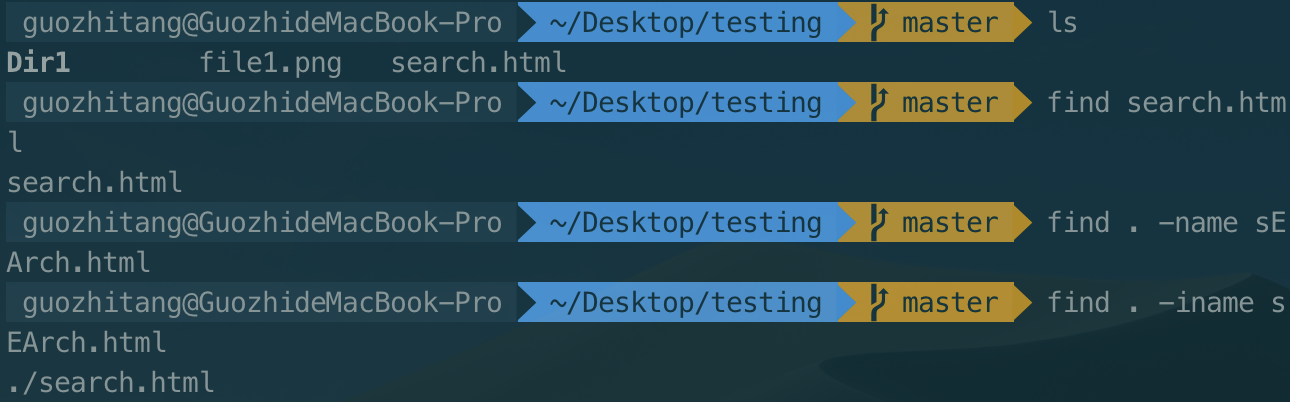 guozhitang@GuozhideMacBook-Pro ~/Desktop/testing master ls
Dir1 file1.png search.html
guozhitang@GuozhideMacBook-Pro ~/Desktop/testing master find search.htm
l
search.html
guozhitang@GuozhideMacBook-Pro ~/Desktop/testing master find . -name sE
Arch.html
guozhitang@GuozhideMacBook-Pro ~/Desktop/testing master find . -iname s
EArch.html
./search.html